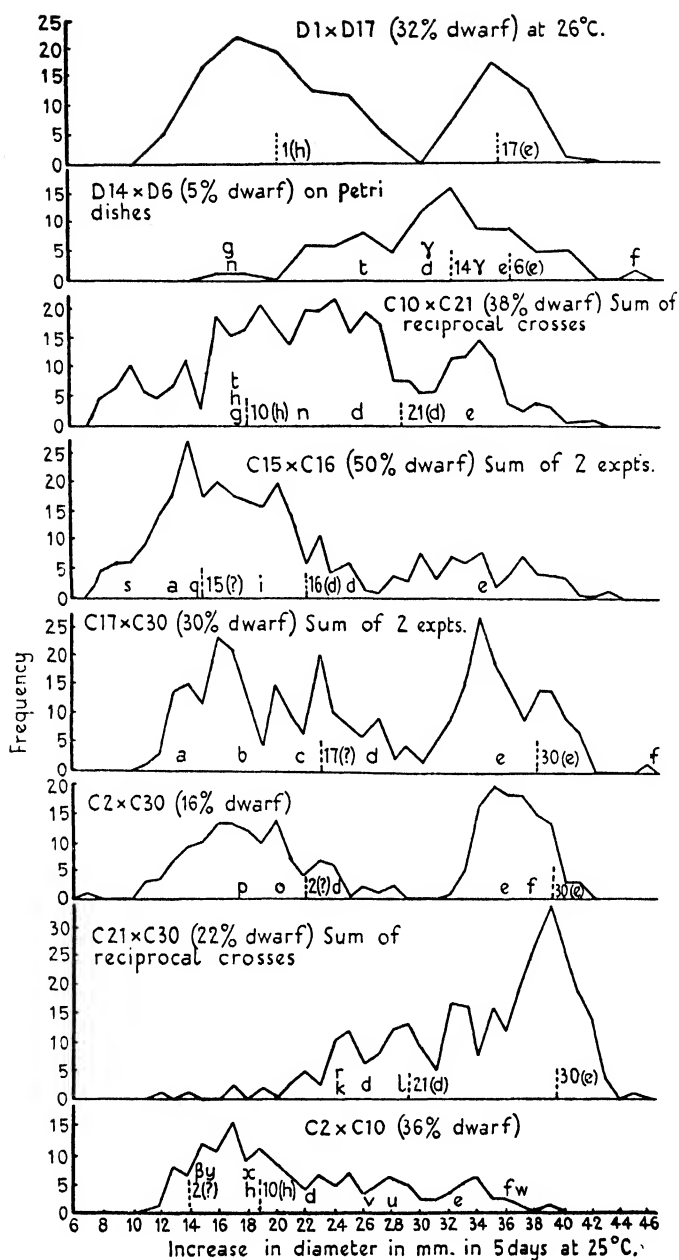 D1×D17 (32% dwarf) at 26°C.
25
20
15
10
5
0
1(h)
17(e)
D14×D6 (5% dwarf) on Petri
dishes
15
10
5
0
g
n
t
γ
d
14γ
e
6(e)
f
C10×C21 (38% dwarf) Sum of
reciprocal crosses
20
15
10
5
0
t
h
g
10(h)
n
d
21(d)
e
C15×C16 (50% dwarf) Sum of 2 expts.
25
20
15
10
5
0
s
a
q
15(?)
i
16(d)
d
e
C17×C30 (30% dwarf) Sum of 2 expts.
25
20
15
10
5
0
a
b
c
17(?)
d
e
30(e)
f
Frequency
C2×C30 (16% dwarf)
20
15
10
5
0
p
o
2(?)
d
e
f
30(e)
C21×C30 (22% dwarf) Sum of
reciprocal crosses
30
25
20
15
10
5
0
r
k
d
l
21(d)
30(e)
C2×C10 (36% dwarf)
15
10
5
0
βy
2(?)
x
h
10(h)
d
v
u
e
fw
6 8 10 12 14 16 18 20 22 24 26 28 30 32 34 36 38 40 42 44 46
Increase in diameter in mm. in 5 days at 25°C.